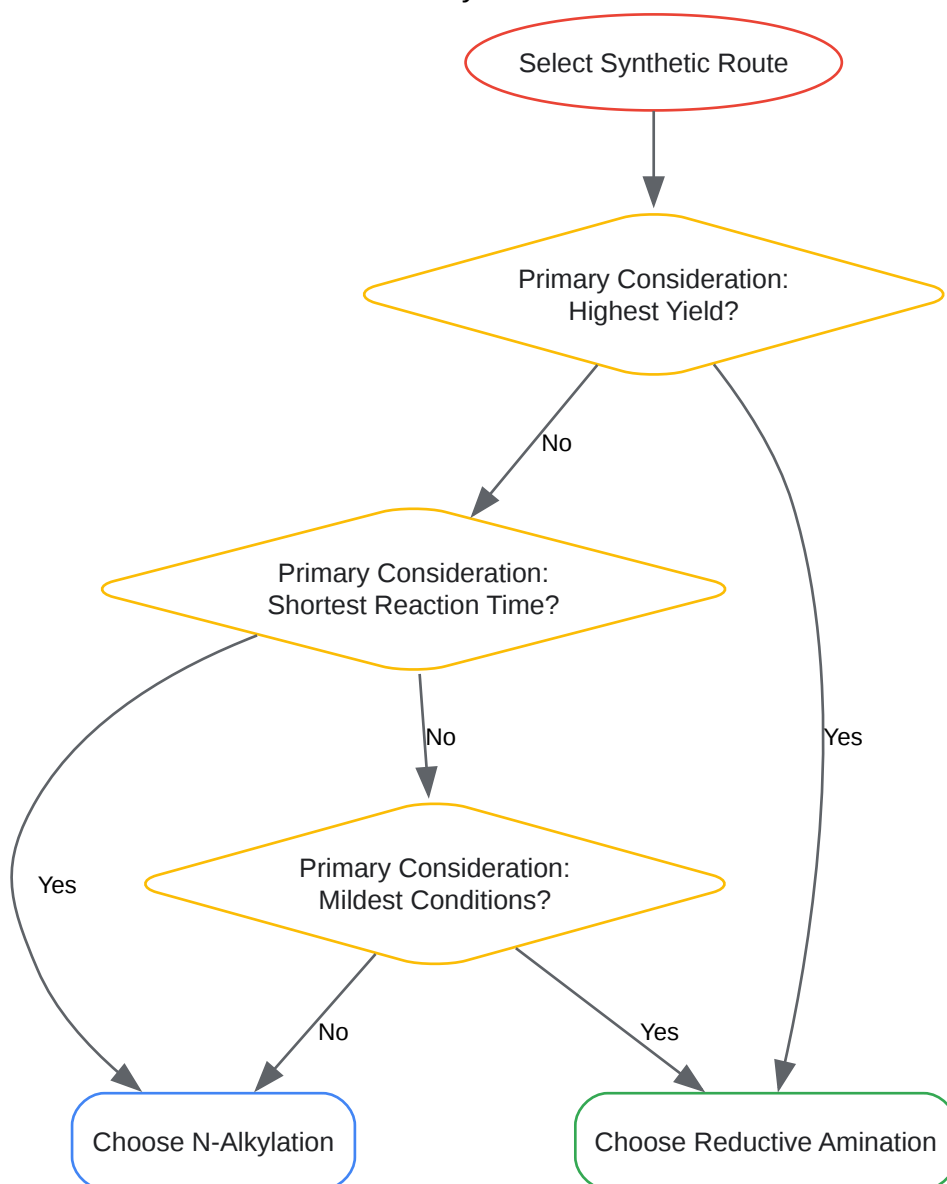 Select Synthetic Route
Primary Consideration:
Highest Yield?
No
Primary Consideration:
Shortest Reaction Time?
No
Yes
Primary Consideration:
Mildest Conditions?
Yes
No
Yes
Choose N-Alkylation
Choose Reductive Amination